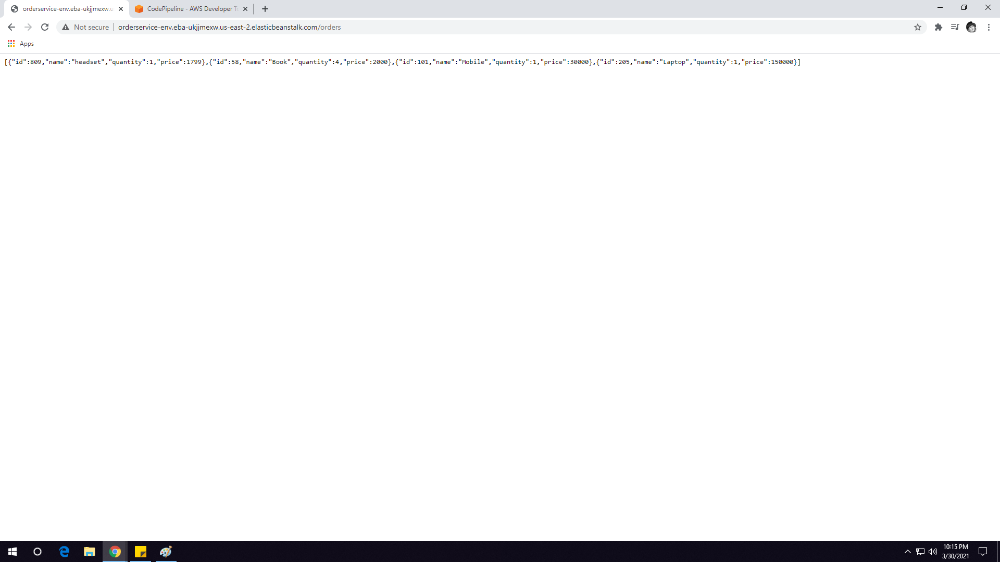 orderservice-env.eba-ukjjmexw.u
CodePipeline - AWS Developer To
Not secure
orderservice-env.eba-ukjjmexw.us-east-2.elasticbeanstalk.com/orders
Apps
[{"id":809,"name":"headset","quantity":1,"price":1799},{"id":58,"name":"Book","quantity":4,"price":2000},{"id":101,"name":"Mobile","quantity":1,"price":30000},{"id":205,"name":"Laptop","quantity":1,"price":150000}]
10:15 PM
3/30/2021